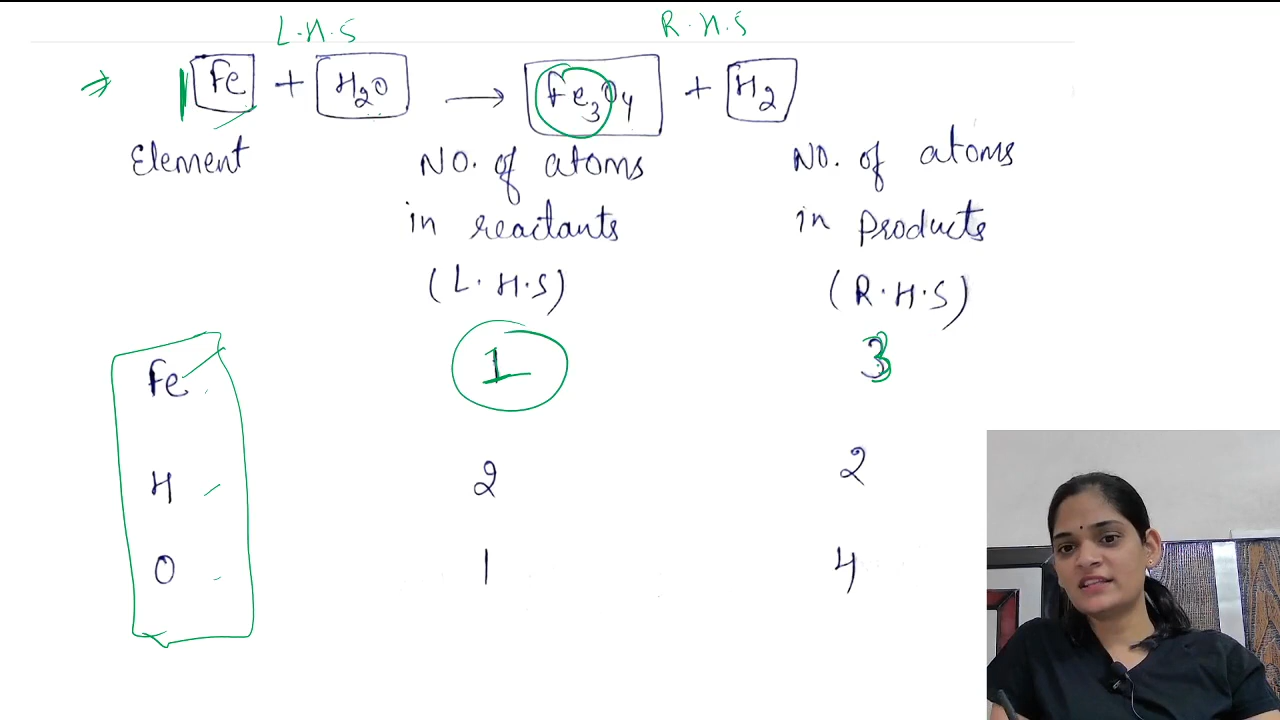 L.H.S R.H.S
⇒ Fe + H₂O → Fe₃O₄ + H₂
Element No. of atoms in reactants (L.H.S) No. of atoms in products (R.H.S)
Fe 1 3
H 2 2
O 1 4